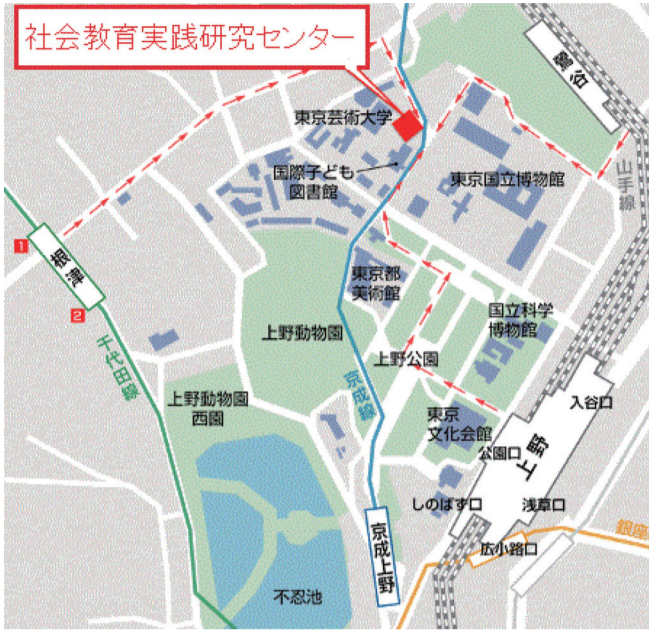 社会教育実践研究センター
鶯谷
東京芸術大学
国際子ども
図書館
東京国立博物館
山手線
1
根津
2
千代田線
東京都
美術館
国立科学
博物館
上野動物園
上野公園
京成線
上野動物園
西園
東京
文化会館
公園口
入谷口
上野
しのばず口
浅草口
広小路口
銀座
京成上野
不忍池